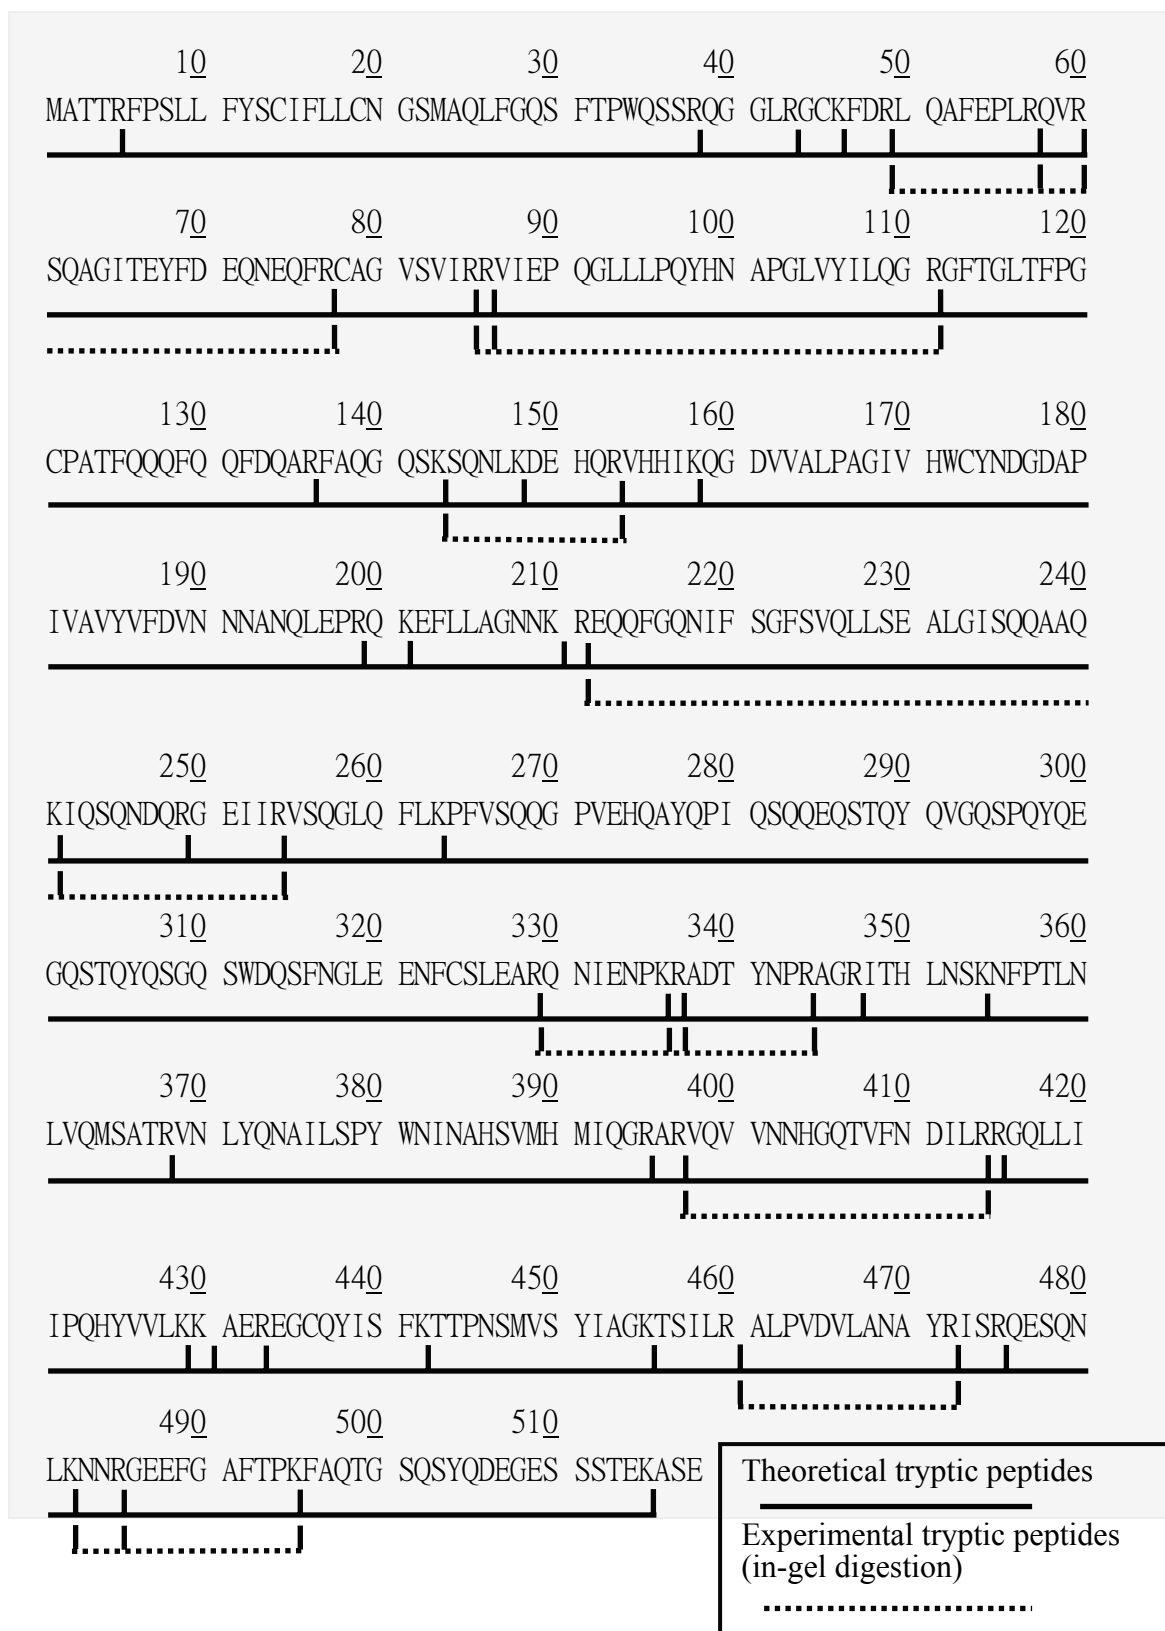 10 20 30 40 50 60
MATTRFPSLL FYSCIFLLCN GSMAQLFGQS FTPWQSSRQG GLRGCKFDRL QAFEPLRQVR
70 80 90 100 110 120
SQAGITEYFD EQNEQFRCAG VSVIRRVIEP QGLLLPQYHN APGLVYILQG RGFTGLTFPG
130 140 150 160 170 180
CPATFQQQFQ QFDQARFAQG QSKSQNLKDE HQRVHHIKQG DVVALPAGIV HWCYNDGDAP
190 200 210 220 230 240
IVAVYVFDVN NNANQLEPRQ KEFLLAGNNK REQQFGQNIF SGFSVQLLSE ALGISQQAAQ
250 260 270 280 290 300
KIQSQNDQRG EIIRVSQGLQ FLKPFVSQQG PVEHQAYQPI QSQQEQSTQY QVGQSPQYQE
310 320 330 340 350 360
GQSTQYQSGQ SWDQSFNGLE ENFCSLEARQ NIENPKRADT YNPRAGRITH LNSKNFPTLN
370 380 390 400 410 420
LVQMSATRVN LYQNAILSPY WNINAHSVMH MIQGRARVQV VNNHGQTVFN DILRRGQLLI
430 440 450 460 470 480
IPQHYVVLKK AEREGCQYIS FKTTPNSMVS YIAGKTSILR ALPVDVLANA YRISRQESQN
490 500 510
LKNNRGEEFG AFTPKFAQTG SQSYQDEGES SSTEKASE
Theoretical tryptic peptides
Experimental tryptic peptides
(in-gel digestion)